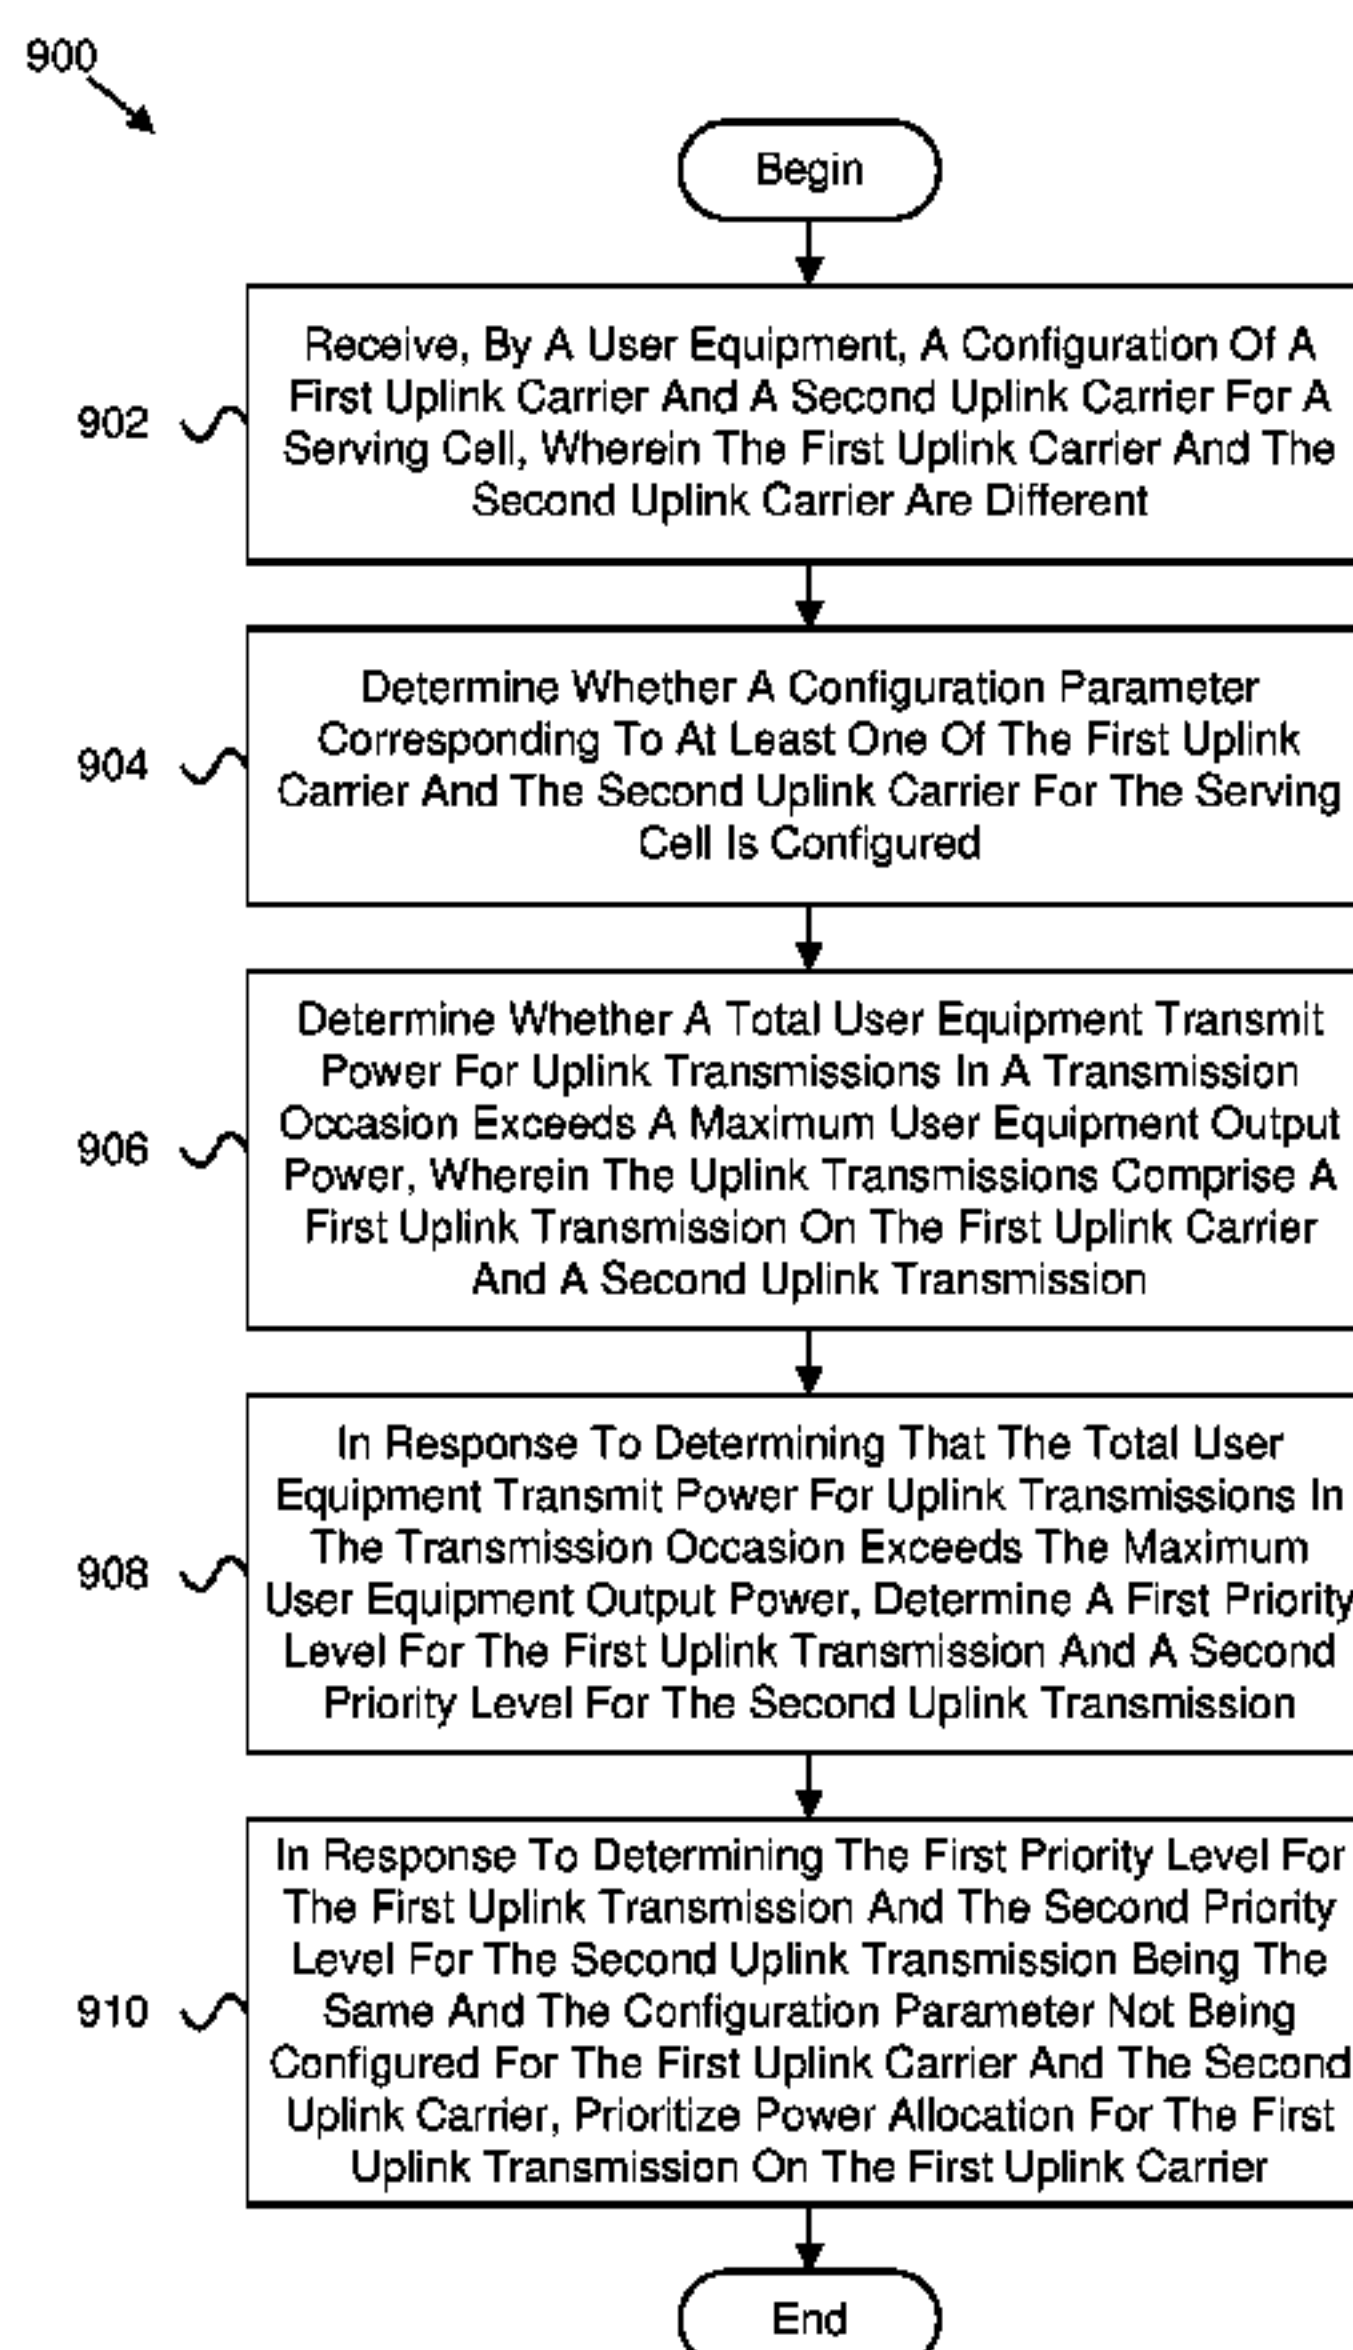 900
Begin
902
Receive, By A User Equipment, A Configuration Of A
First Uplink Carrier And A Second Uplink Carrier For A
Serving Cell, Wherein The First Uplink Carrier And The
Second Uplink Carrier Are Different
904
Determine Whether A Configuration Parameter
Corresponding To At Least One Of The First Uplink
Carrier And The Second Uplink Carrier For The Serving
Cell Is Configured
906
Determine Whether A Total User Equipment Transmit
Power For Uplink Transmissions In A Transmission
Occasion Exceeds A Maximum User Equipment Output
Power, Wherein The Uplink Transmissions Comprise A
First Uplink Transmission On The First Uplink Carrier
And A Second Uplink Transmission
908
In Response To Determining That The Total User
Equipment Transmit Power For Uplink Transmissions In
The Transmission Occasion Exceeds The Maximum
User Equipment Output Power, Determine A First Priority
Level For The First Uplink Transmission And A Second
Priority Level For The Second Uplink Transmission
910
In Response To Determining The First Priority Level For
The First Uplink Transmission And The Second Priority
Level For The Second Uplink Transmission Being The
Same And The Configuration Parameter Not Being
Configured For The First Uplink Carrier And The Second
Uplink Carrier, Prioritize Power Allocation For The First
Uplink Transmission On The First Uplink Carrier
End